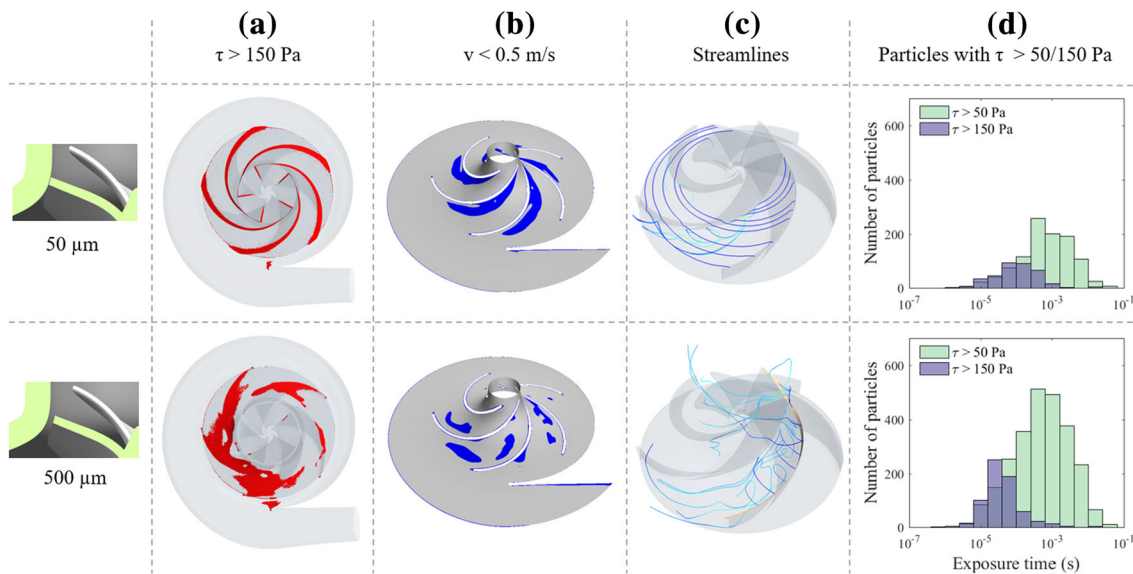 (a) (b) (c) (d)
τ > 150 Pa v < 0.5 m/s Streamlines Particles with τ > 50/150 Pa
50 µm
Number of particles
600
400
200
0
τ > 50 Pa
τ > 150 Pa
10⁻⁷ 10⁻⁵ 10⁻³ 10⁻¹
500 µm
Number of particles
600
400
200
0
τ > 50 Pa
τ > 150 Pa
10⁻⁷ 10⁻⁵ 10⁻³ 10⁻¹
Exposure time (s)